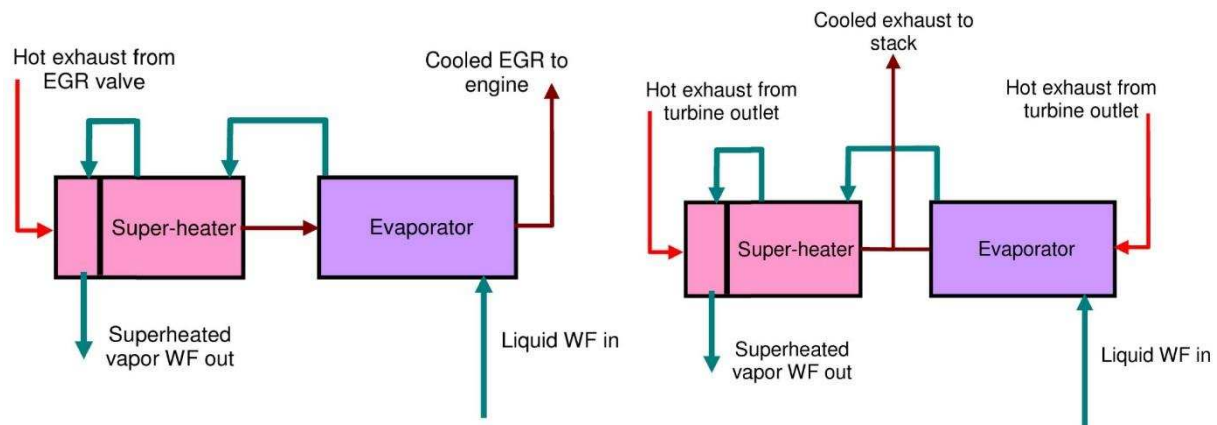 Hot exhaust from
EGR valve
Cooled EGR to
engine
Super-heater
Evaporator
Superheated
vapor WF out
Liquid WF in
Cooled exhaust to
stack
Hot exhaust from
turbine outlet
Hot exhaust from
turbine outlet
Super-heater
Evaporator
Superheated
vapor WF out
Liquid WF in